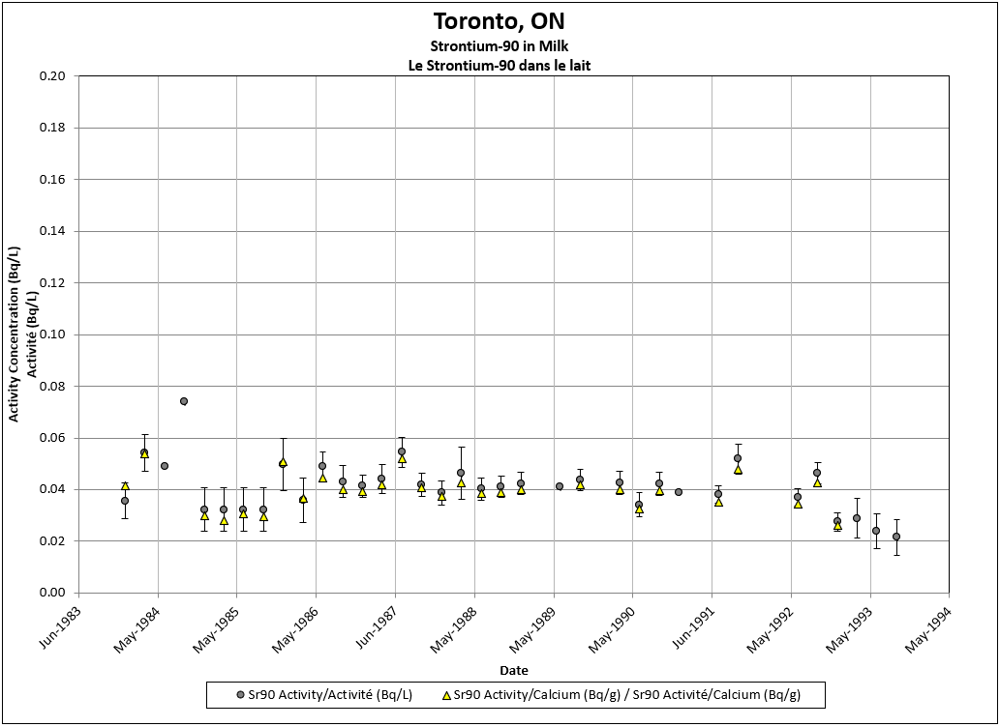 Toronto, ON
Strontium-90 in Milk
Le Strontium-90 dans le lait
Activity Concentration (Bq/L)
Activité (Bq/L)
0.20
0.18
0.16
0.14
0.12
0.10
0.08
0.06
0.04
0.02
0.00
Jun-1983
May-1984
May-1985
May-1986
Jun-1987
May-1988
May-1989
May-1990
Jun-1991
May-1992
May-1993
May-1994
Date
Sr90 Activity/Activité (Bq/L)
Sr90 Activity/Calcium (Bq/g) / Sr90 Activité/Calcium (Bq/g)